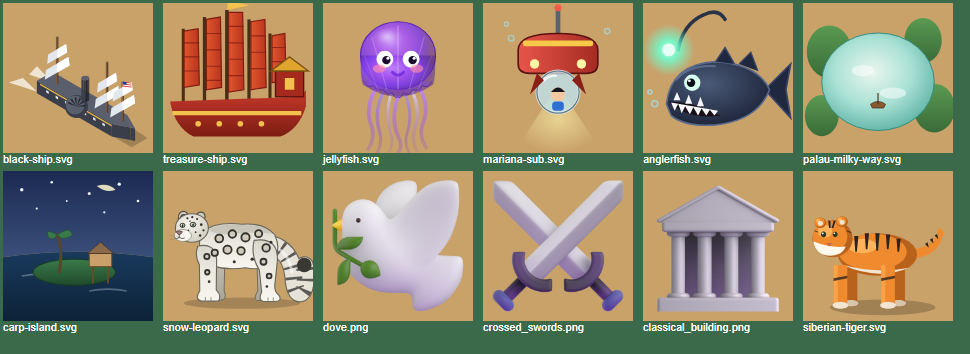 black-ship.svg
treasure-ship.svg
jellyfish.svg
mariana-sub.svg
anglerfish.svg
palau-milky-way.svg
carp-island.svg
snow-leopard.svg
dove.png
crossed_swords.png
classical_building.png
siberian-tiger.svg